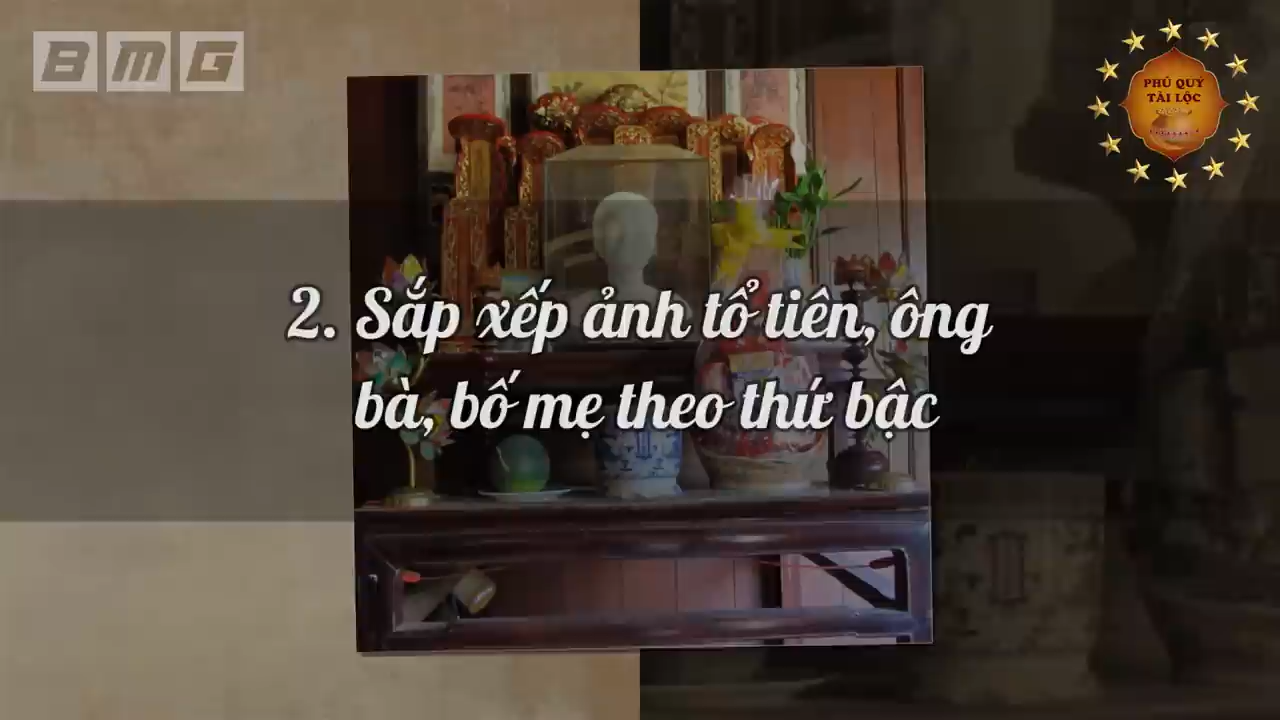 BMG
PHÚ QUÝ
TÀI LỘC
2. Sắp xếp ảnh tổ tiên, ông
bà, bố mẹ theo thứ bậc